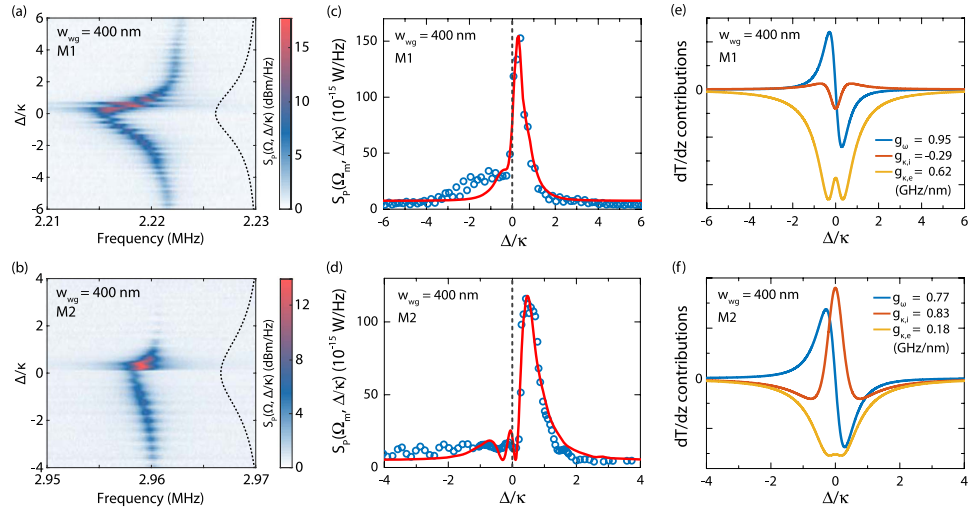 (a)
w_wg = 400 nm
M1
Δ/κ
6
4
2
0
-2
-4
-6
2.21
2.22
2.23
Frequency (MHz)
15
10
5
0
S_P(Ω, Δ/κ) (dBm/Hz)
(b)
w_wg = 400 nm
M2
Δ/κ
4
2
0
-2
-4
2.95
2.96
2.97
Frequency (MHz)
12
8
4
0
S_P(Ω, Δ/κ) (dBm/Hz)
(c)
w_wg = 400 nm
M1
S_P(Ω_m, Δ/κ) (10⁻¹⁵ W/Hz)
150
100
50
0
-6 -4 -2 0 2 4 6
Δ/κ
(d)
w_wg = 400 nm
M2
S_P(Ω_m, Δ/κ) (10⁻¹⁵ W/Hz)
100
50
0
-4 -2 0 2 4
Δ/κ
(e)
w_wg = 400 nm
M1
dT/dz contributions
0
g_ω = 0.95
g_κ,i = -0.29
g_κ,e = 0.62
(GHz/nm)
-6 -4 -2 0 2 4 6
Δ/κ
(f)
w_wg = 400 nm
M2
dT/dz contributions
0
g_ω = 0.77
g_κ,i = 0.83
g_κ,e = 0.18
(GHz/nm)
-4 -2 0 2 4
Δ/κ